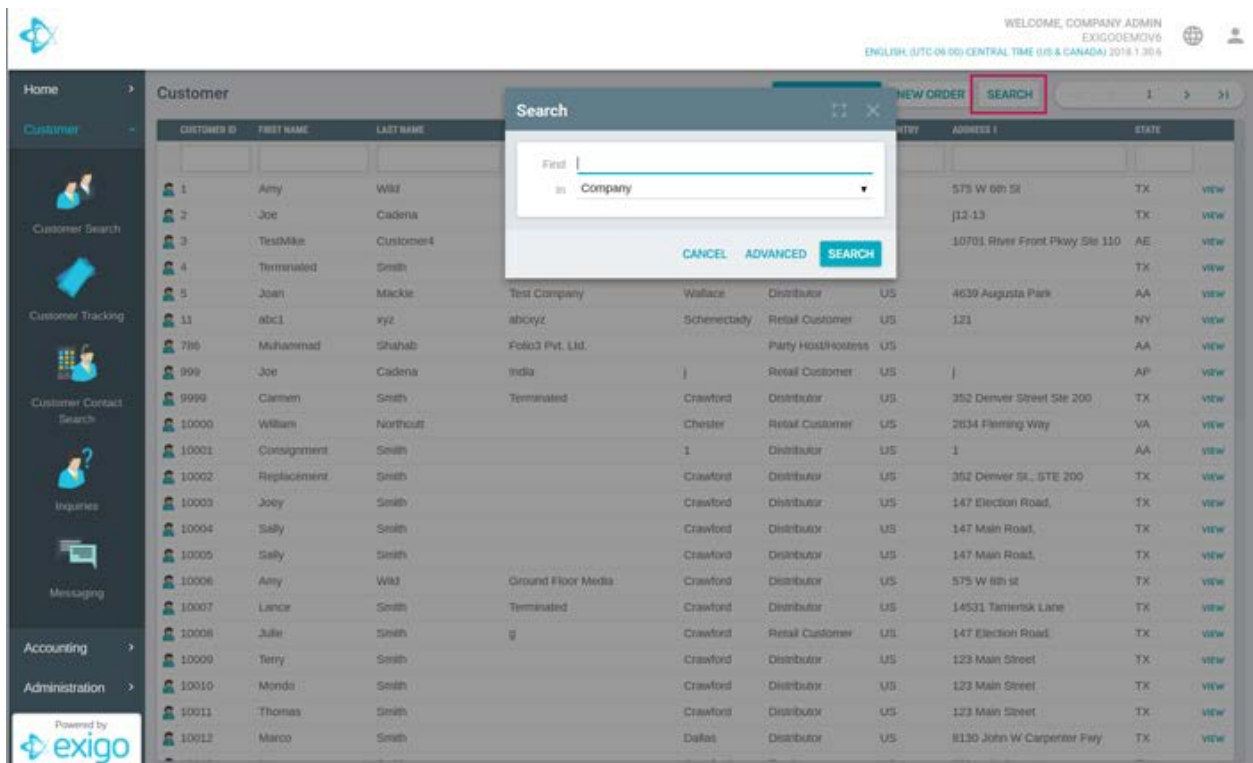 WELCOME, COMPANY ADMIN
EXIGODEMOV6
ENGLISH, (UTC-06:00) CENTRAL TIME (US & CANADA) 2018.1.30.6
Home
Customer
Customer Search
Customer Tracking
Customer Contact
Search
Inquiries
Messaging
Accounting
Administration
Powered by
exigo
Customer
NEW ORDER SEARCH 1
Search
Find
In Company
CANCEL ADVANCED SEARCH
CUSTOMER ID FIRST NAME LAST NAME ADDRESS 1 STATE
1 Amy Wild 575 W 6th St TX VIEW
2 Joe Cadena j12-13 TX VIEW
3 TestMike Customer4 10701 River Front Pkwy Ste 110 AE VIEW
4 Terminated Smith TX VIEW
5 Joan Mackie Test Company Wallace Distributor US 4639 Augusta Park AA VIEW
11 abc1 xyz abcxyz Schenectady Retail Customer US 121 NY VIEW
786 Muhammad Shahab Folio3 Pvt. Ltd. Party Host/Hostess US AA VIEW
999 Joe Cadena India j Retail Customer US j AP VIEW
9999 Carmen Smith Terminated Crawford Distributor US 352 Denver Street Ste 200 TX VIEW
10000 William Northcutt Chester Retail Customer US 2634 Fleming Way VA VIEW
10001 Consignment Smith 1 Distributor US 1 AA VIEW
10002 Replacement Smith Crawford Distributor US 352 Denver St., STE 200 TX VIEW
10003 Joey Smith Crawford Distributor US 147 Election Road, TX VIEW
10004 Sally Smith Crawford Distributor US 147 Main Road, TX VIEW
10005 Sally Smith Crawford Distributor US 147 Main Road, TX VIEW
10006 Amy Wild Ground Floor Media Crawford Distributor US 575 W 6th st TX VIEW
10007 Lance Smith Terminated Crawford Distributor US 14531 Tamerisk Lane TX VIEW
10008 Julie Smith g Crawford Retail Customer US 147 Election Road, TX VIEW
10009 Terry Smith Crawford Distributor US 123 Main Street TX VIEW
10010 Mondo Smith Crawford Distributor US 123 Main Street TX VIEW
10011 Thomas Smith Crawford Distributor US 123 Main Street TX VIEW
10012 Marco Smith Dallas Distributor US 8130 John W Carpenter Fwy TX VIEW